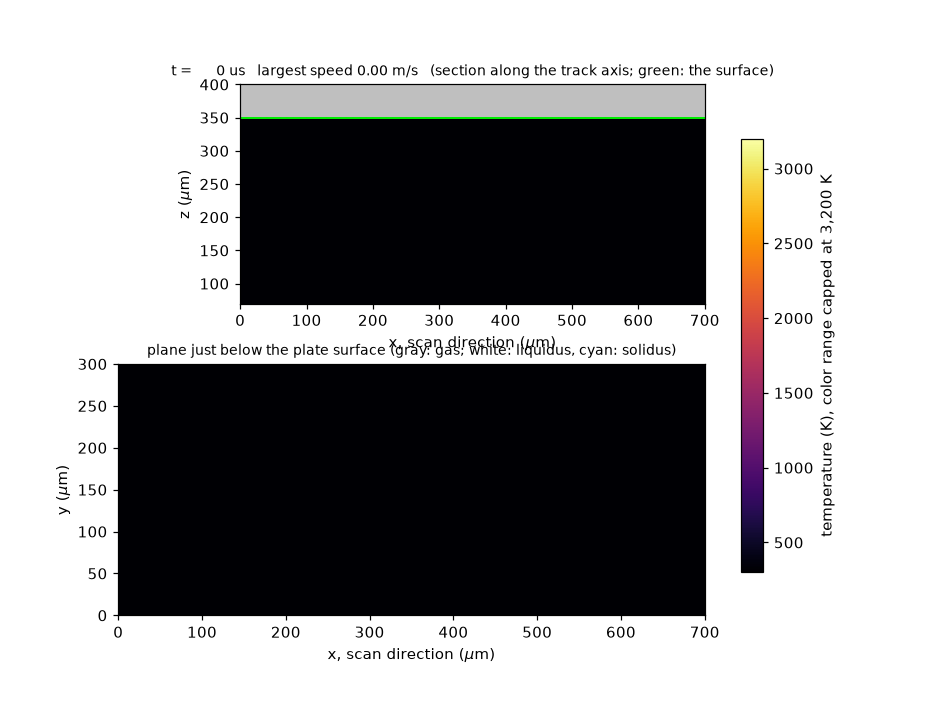 t =      0 us   largest speed 0.00 m/s   (section along the track axis; green: the surface)
400
350
300
250
200
150
100
z (μm)
0 100 200 300 400 500 600 700
x, scan direction (μm)
plane just below the plate surface (gray: gas; white: liquidus, cyan: solidus)
300
250
200
150
100
50
0
y (μm)
0 100 200 300 400 500 600 700
x, scan direction (μm)
3000
2500
2000
1500
1000
500
temperature (K), color range capped at 3,200 K